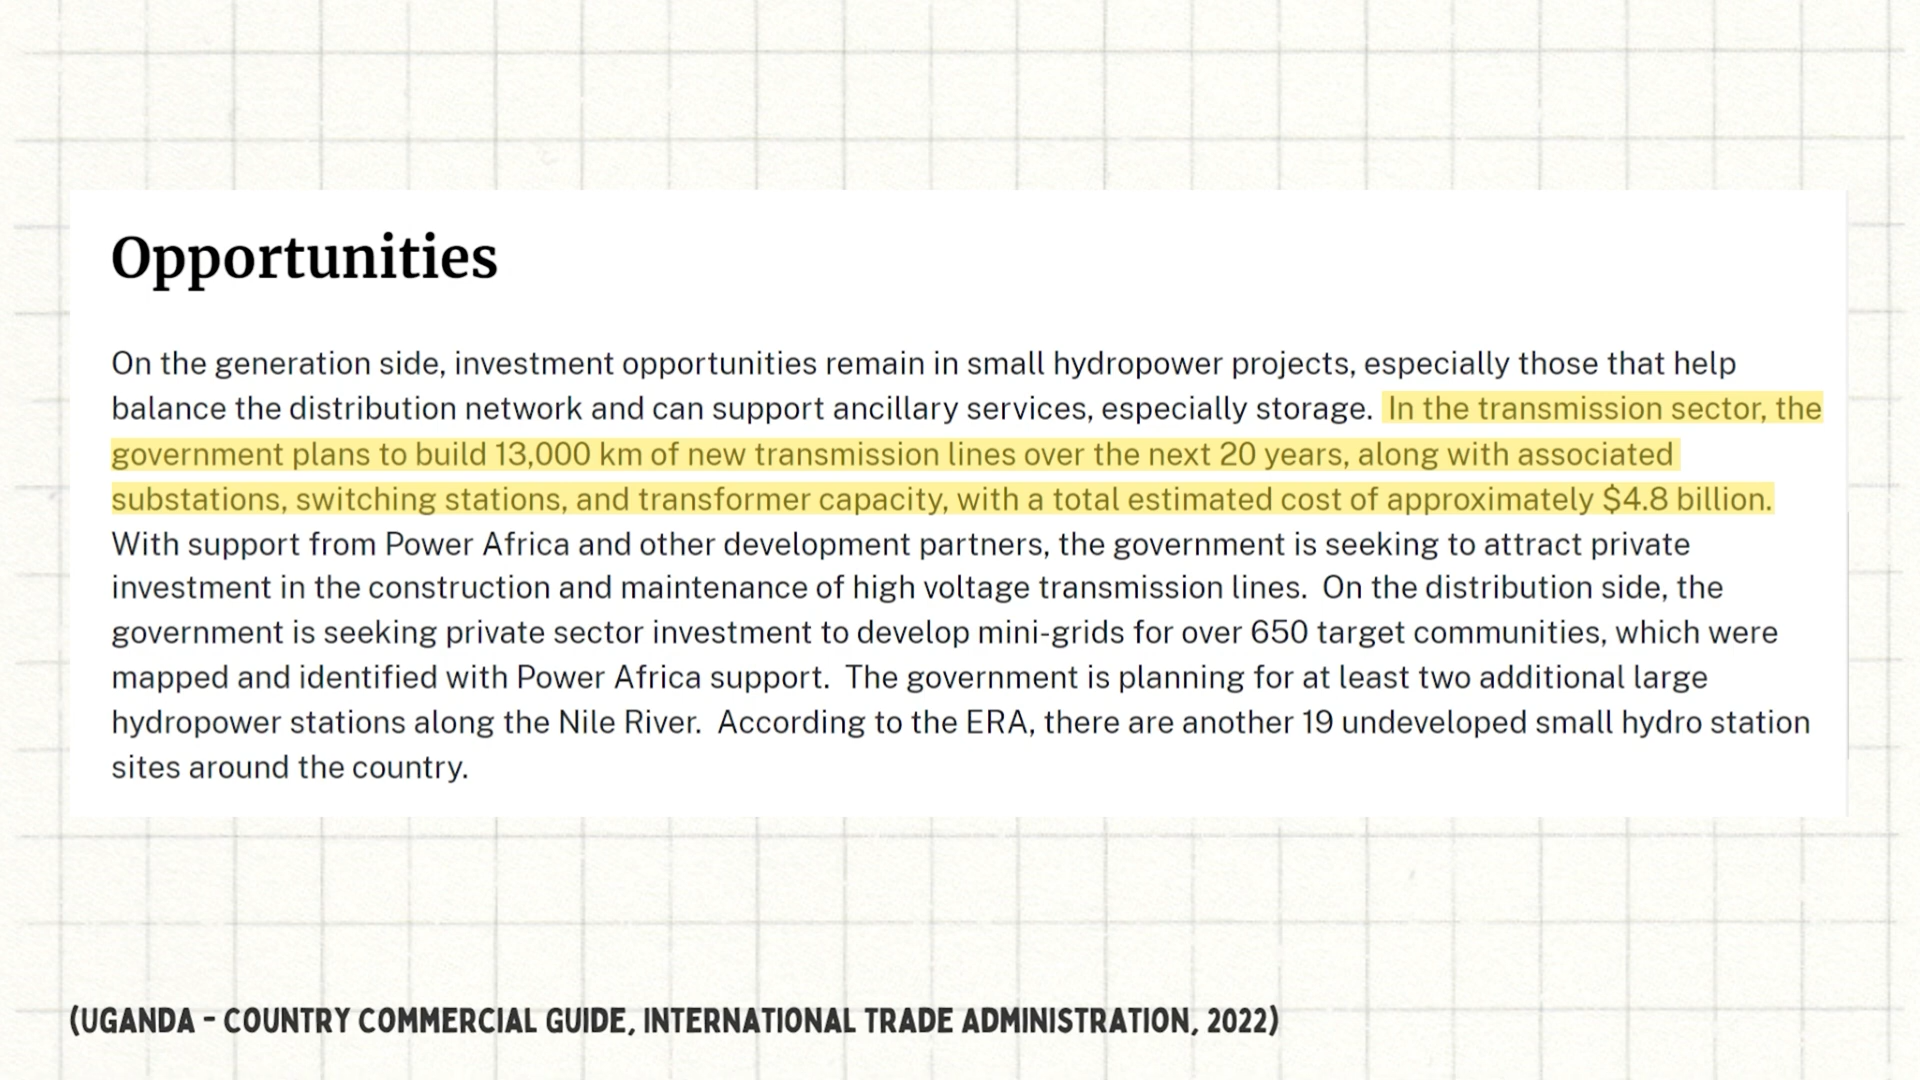 Opportunities
On the generation side, investment opportunities remain in small hydropower projects, especially those that help
balance the distribution network and can support ancillary services, especially storage.  In the transmission sector, the
government plans to build 13,000 km of new transmission lines over the next 20 years, along with associated
substations, switching stations, and transformer capacity, with a total estimated cost of approximately $4.8 billion.
With support from Power Africa and other development partners, the government is seeking to attract private
investment in the construction and maintenance of high voltage transmission lines.  On the distribution side, the
government is seeking private sector investment to develop mini-grids for over 650 target communities, which were
mapped and identified with Power Africa support.  The government is planning for at least two additional large
hydropower stations along the Nile River.  According to the ERA, there are another 19 undeveloped small hydro station
sites around the country.
(UGANDA - COUNTRY COMMERCIAL GUIDE, INTERNATIONAL TRADE ADMINISTRATION, 2022)